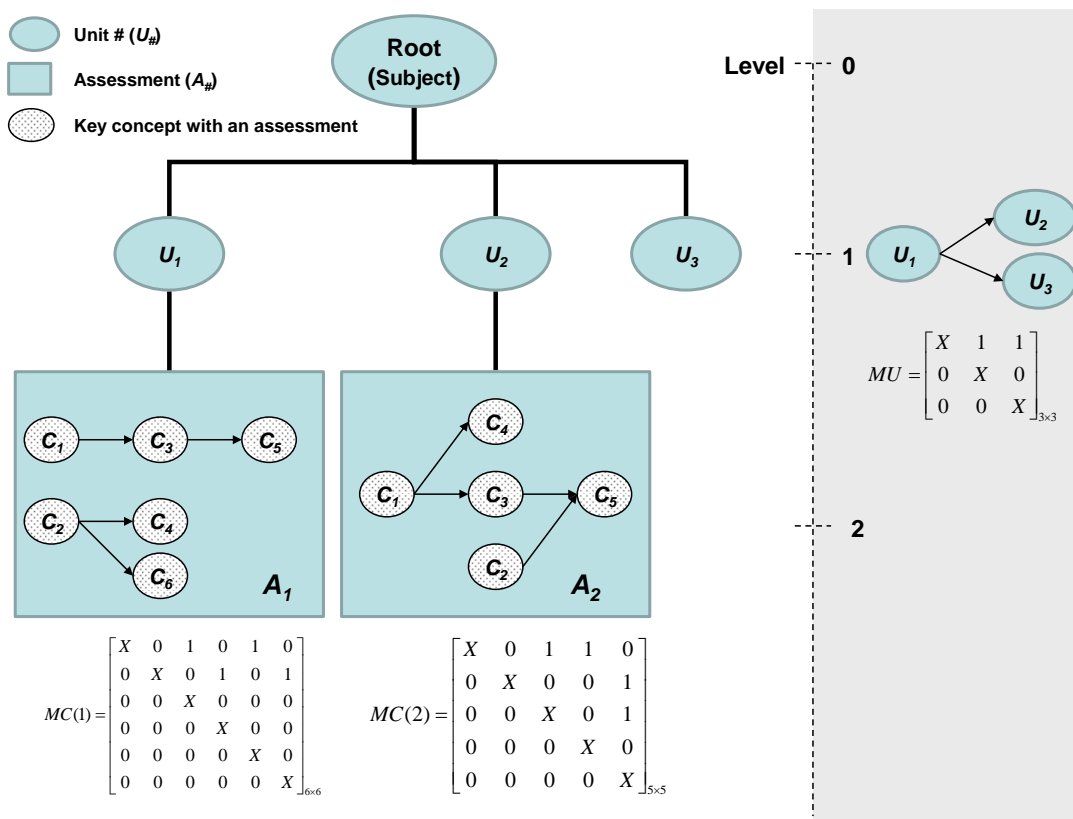 Unit # (U#)
Assessment (A#)
Key concept with an assessment
Root
(Subject)
Level
0
1
2
U1
U2
U3
U1
U2
U3
MU = [X 1 1
0 X 0
0 0 X]3×3
C1
C3
C5
C2
C4
C6
A1
C4
C1
C3
C5
C2
A2
MC(1) = [X 0 1 0 1 0
0 X 0 1 0 1
0 0 X 0 0 0
0 0 0 X 0 0
0 0 0 0 X 0
0 0 0 0 0 X]6×6
MC(2) = [X 0 1 1 0
0 X 0 0 1
0 0 X 0 1
0 0 0 X 0
0 0 0 0 X]5×5